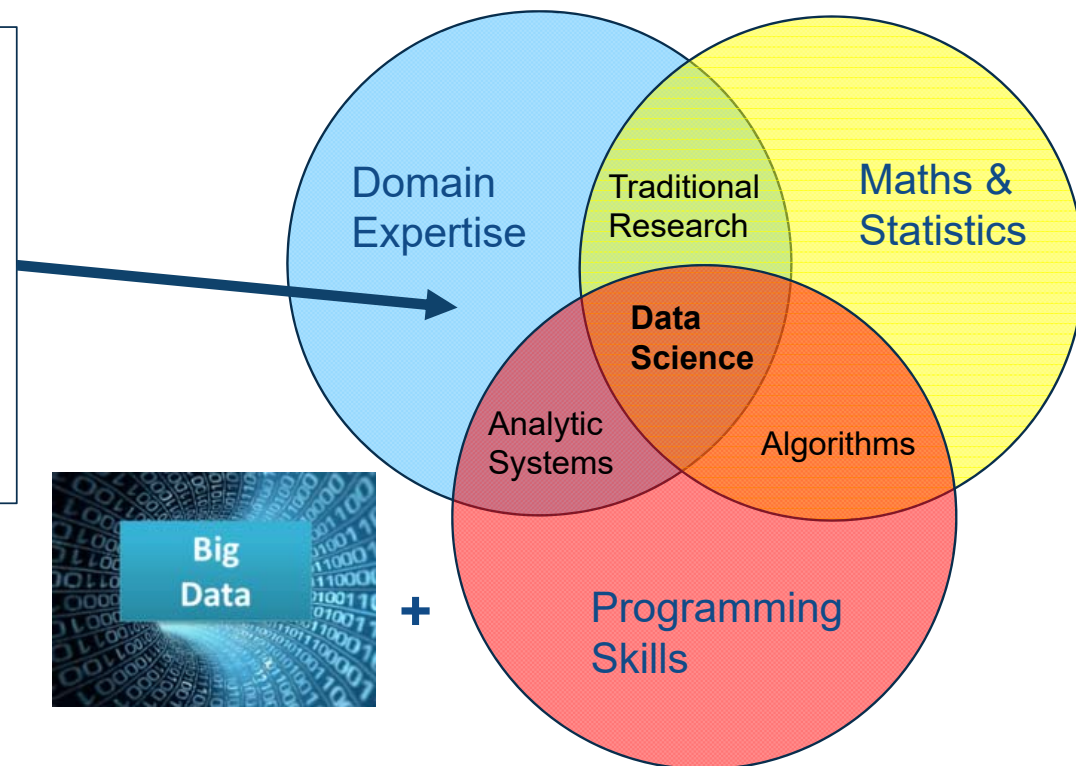 Domain
Expertise
Traditional
Research
Maths &
Statistics
Data
Science
Analytic
Systems
Algorithms
Big
Data
+
Programming
Skills